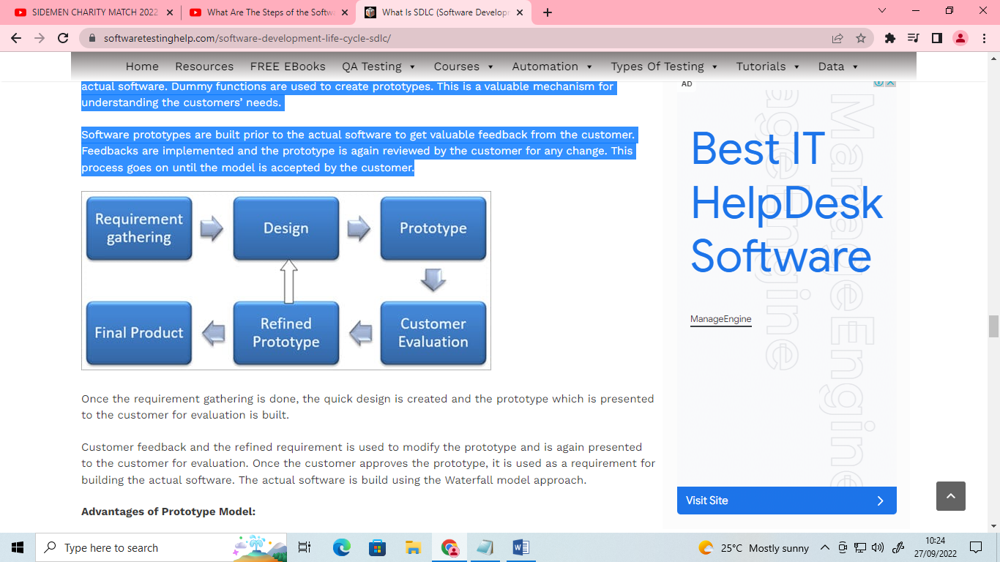 SIDEMEN CHARITY MATCH 2022
What Are The Steps of the Softwa
What Is SDLC (Software Developm
softwaretestinghelp.com/software-development-life-cycle-sdlc/
Home Resources FREE EBooks QA Testing Courses Automation Types Of Testing Tutorials Data
actual software. Dummy functions are used to create prototypes. This is a valuable mechanism for
understanding the customers’ needs.
Software prototypes are built prior to the actual software to get valuable feedback from the customer.
Feedbacks are implemented and the prototype is again reviewed by the customer for any change. This
process goes on until the model is accepted by the customer.
Requirement
gathering
Design
Prototype
Final Product
Refined
Prototype
Customer
Evaluation
Once the requirement gathering is done, the quick design is created and the prototype which is presented
to the customer for evaluation is built.
Customer feedback and the refined requirement is used to modify the prototype and is again presented
to the customer for evaluation. Once the customer approves the prototype, it is used as a requirement for
building the actual software. The actual software is build using the Waterfall model approach.
Advantages of Prototype Model:
AD
ManageEngine
ManageEngine
Best IT
HelpDesk
Software
ManageEngine
Visit Site
Type here to search
25°C Mostly sunny
10:24
27/09/2022